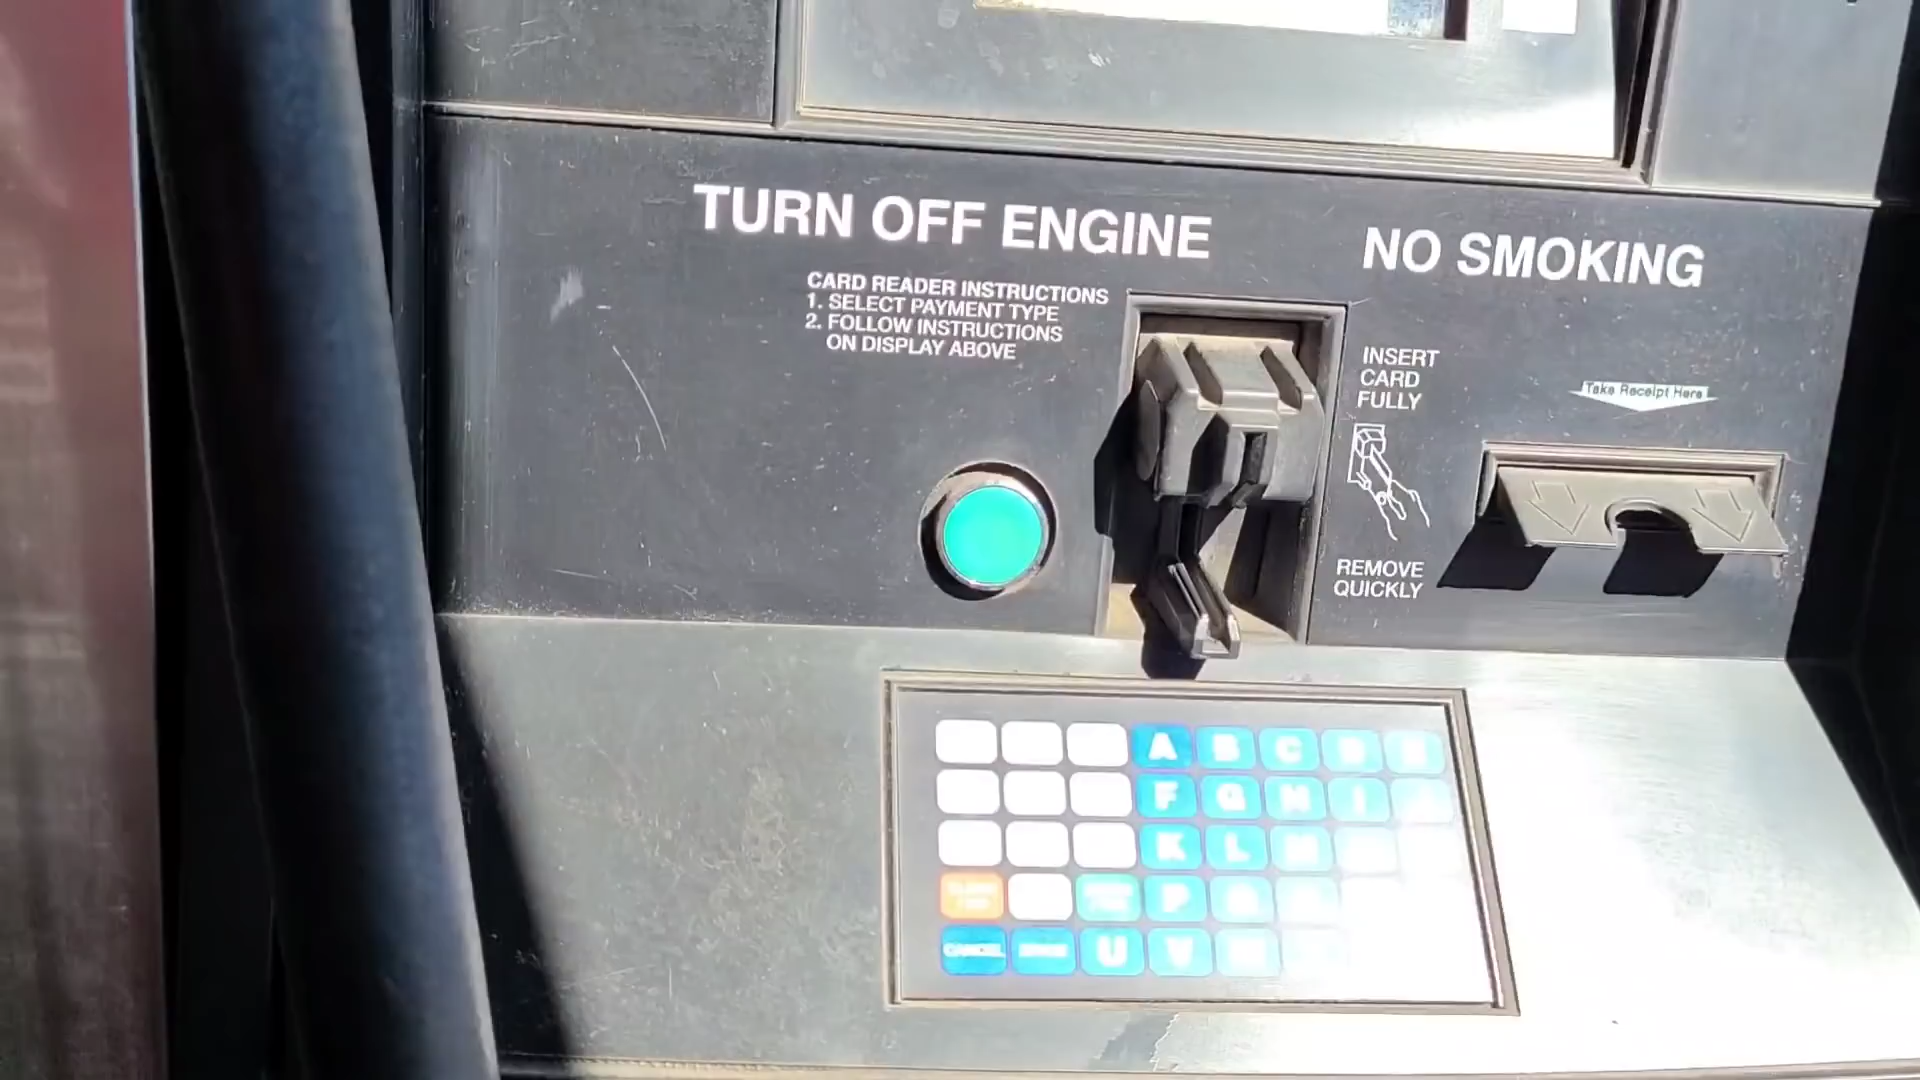 TURN OFF ENGINE
NO SMOKING
CARD READER INSTRUCTIONS
1. SELECT PAYMENT TYPE
2. FOLLOW INSTRUCTIONS
ON DISPLAY ABOVE
INSERT
CARD
FULLY
Take Receipt Here
REMOVE
QUICKLY
A B C
F G H I
K L M
P
CANCEL U V